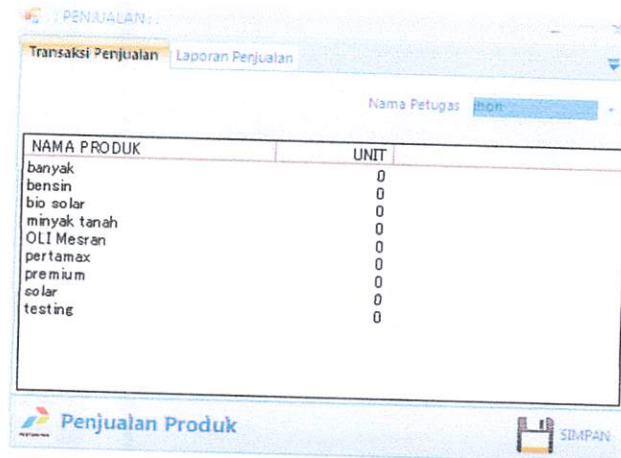 : : PENJUALAN : :
Transaksi Penjualan Laporan Penjualan
Nama Petugas jhon
NAMA PRODUK UNIT
banyak 0
bensin 0
bio solar 0
minyak tanah 0
OLI Mesran 0
pertamax 0
premium 0
solar 0
testing 0
Penjualan Produk SIMPAN